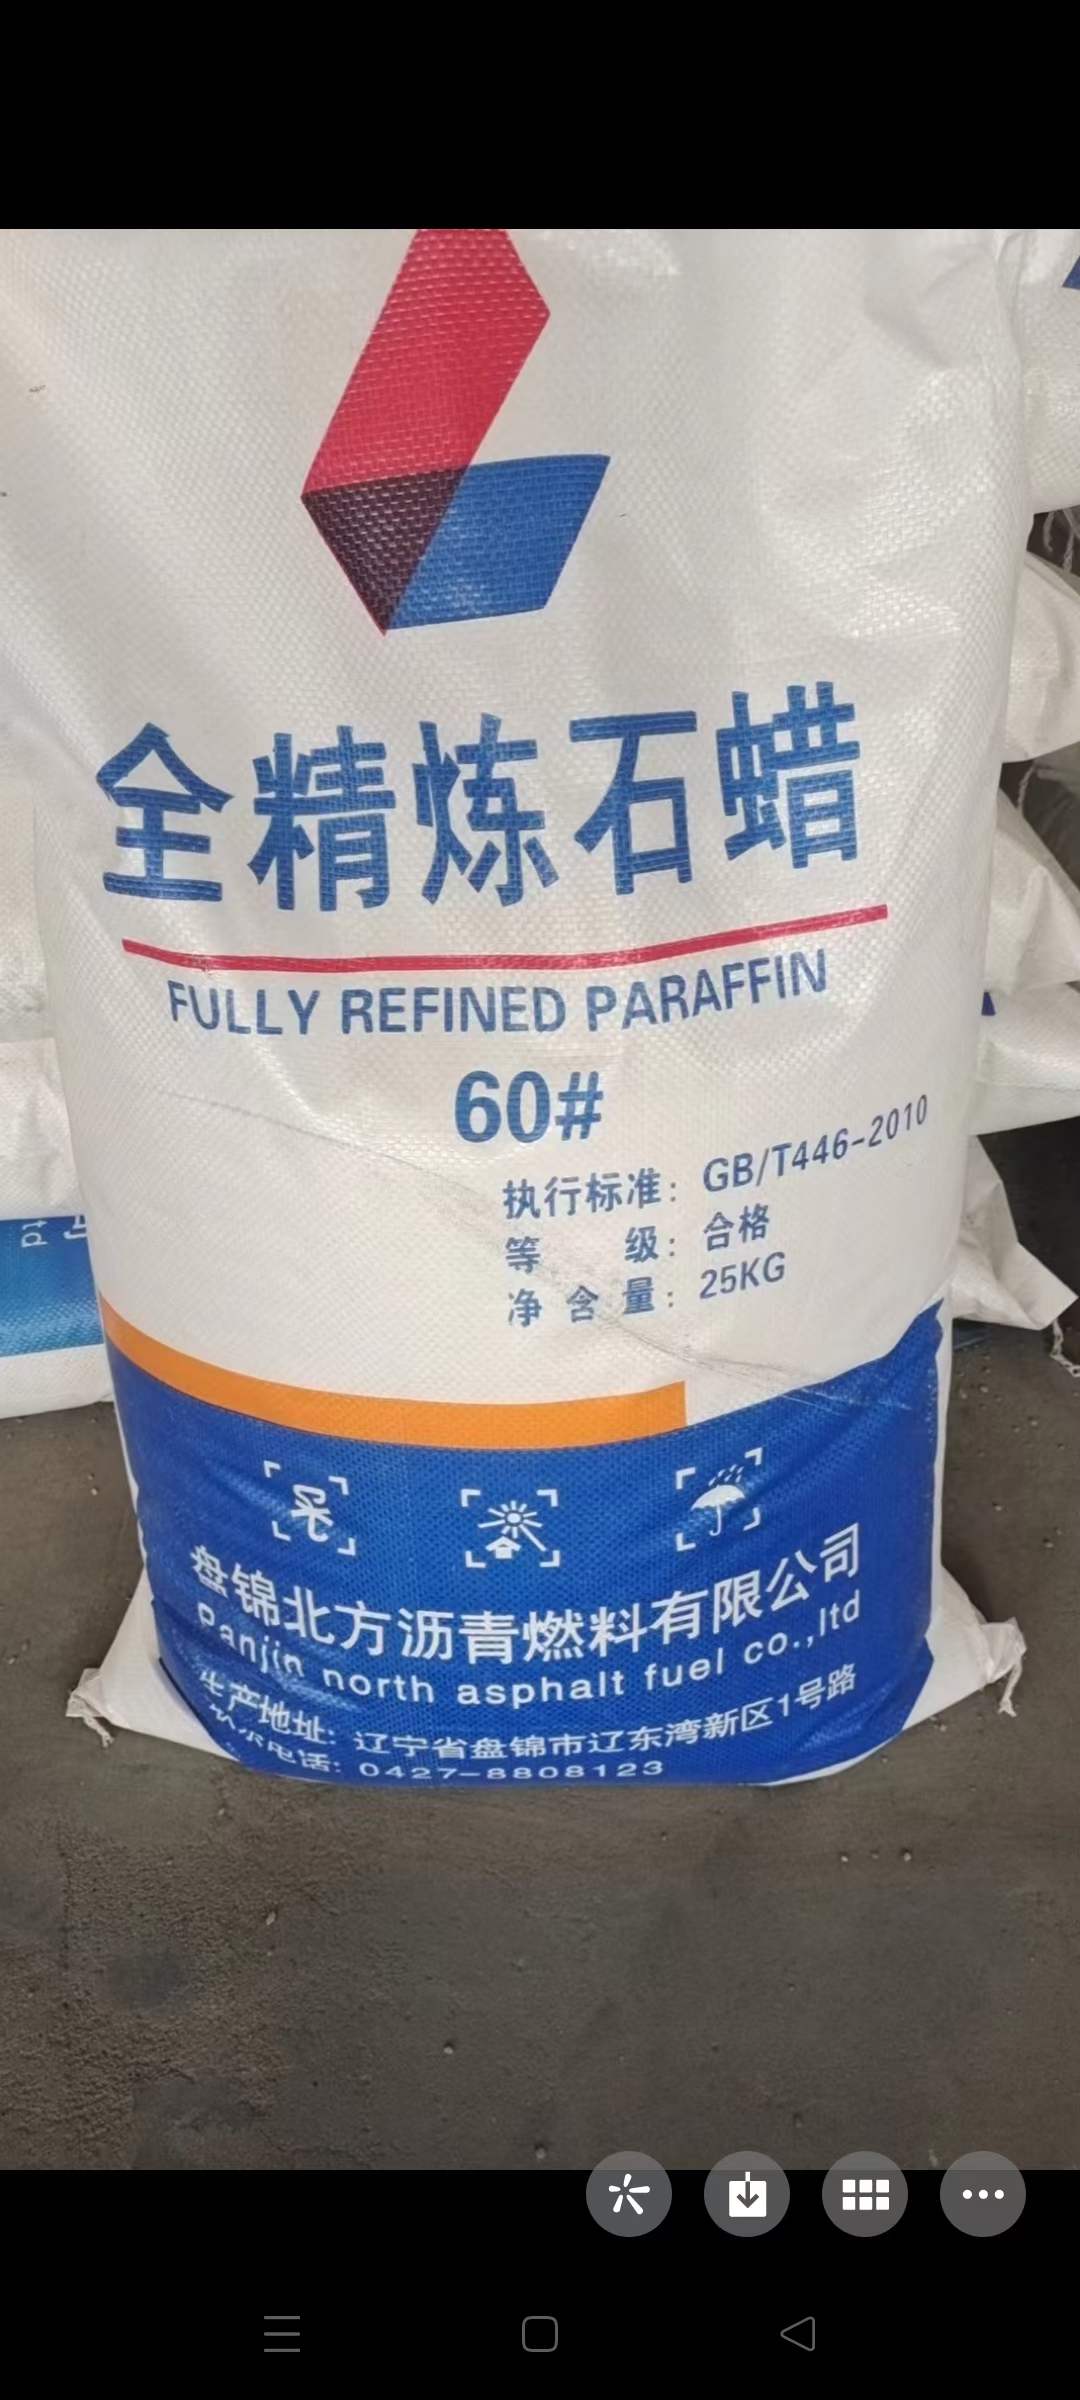 全精炼石蜡
FULLY REFINED PARAFFIN
60#
执行标准：GB/T446-2010
等级：合格
净含量：25KG
盘锦北方沥青燃料有限公司
Panjin north asphalt fuel co.,ltd
生产地址：辽宁省盘锦市辽东湾新区1号路
电话：0427-8808123
td